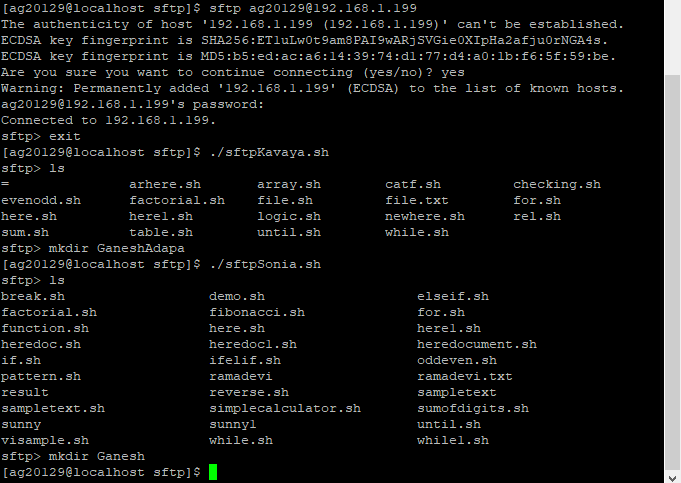 [ag20129@localhost sftp]$ sftp ag20129@192.168.1.199
The authenticity of host '192.168.1.199 (192.168.1.199)' can't be established.
ECDSA key fingerprint is SHA256:ET1uLw0t9am8PAI9wARjSVGie0XIpHa2afju0rNGA4s.
ECDSA key fingerprint is MD5:b5:ed:ac:a6:14:39:74:d1:77:d4:a0:1b:f6:5f:59:be.
Are you sure you want to continue connecting (yes/no)? yes
Warning: Permanently added '192.168.1.199' (ECDSA) to the list of known hosts.
ag20129@192.168.1.199's password:
Connected to 192.168.1.199.
sftp> exit
[ag20129@localhost sftp]$ ./sftpKavaya.sh
sftp> ls
= arhere.sh array.sh catf.sh checking.sh
evenodd.sh factorial.sh file.sh file.txt for.sh
here.sh here1.sh logic.sh newhere.sh rel.sh
sum.sh table.sh until.sh while.sh
sftp> mkdir GaneshAdapa
[ag20129@localhost sftp]$ ./sftpSonia.sh
sftp> ls
break.sh demo.sh elseif.sh
factorial.sh fibonacci.sh for.sh
function.sh here.sh here1.sh
heredoc.sh heredoc1.sh heredocument.sh
if.sh ifelif.sh oddeven.sh
pattern.sh ramadevi ramadevi.txt
result reverse.sh sampletext
sampletext.sh simplecalculator.sh sumofdigits.sh
sunny sunny1 until.sh
visample.sh while.sh while1.sh
sftp> mkdir Ganesh
[ag20129@localhost sftp]$